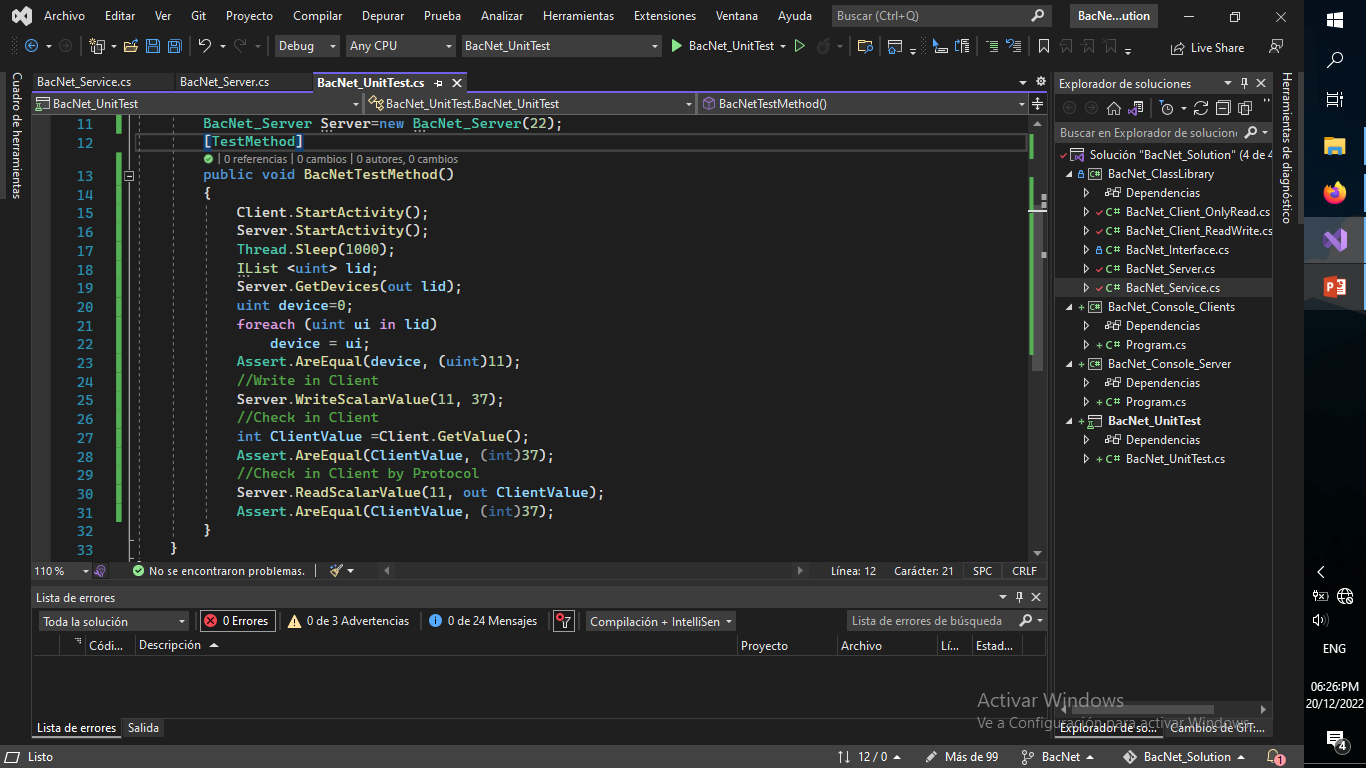 Archivo Editar Ver Git Proyecto Compilar Depurar Prueba Analizar Herramientas Extensiones Ventana Ayuda Buscar (Ctrl+Q) BacNe...ution
Debug Any CPU BacNet_UnitTest BacNet_UnitTest Live Share
Cuadro de herramientas
BacNet_Service.cs BacNet_Server.cs BacNet_UnitTest.cs
BacNet_UnitTest BacNet_UnitTest.BacNet_UnitTest BacNetTestMethod()
11 BacNet_Server Server=new BacNet_Server(22);
12 [TestMethod]
| 0 referencias | 0 cambios | 0 autores, 0 cambios
13 public void BacNetTestMethod()
14 {
15 Client.StartActivity();
16 Server.StartActivity();
17 Thread.Sleep(1000);
18 IList <uint> lid;
19 Server.GetDevices(out lid);
20 uint device=0;
21 foreach (uint ui in lid)
22 device = ui;
23 Assert.AreEqual(device, (uint)11);
24 //Write in Client
25 Server.WriteScalarValue(11, 37);
26 //Check in Client
27 int ClientValue =Client.GetValue();
28 Assert.AreEqual(ClientValue, (int)37);
29 //Check in Client by Protocol
30 Server.ReadScalarValue(11, out ClientValue);
31 Assert.AreEqual(ClientValue, (int)37);
32 }
33 }
110 % No se encontraron problemas. Línea: 12 Carácter: 21 SPC CRLF
Lista de errores
Toda la solución 0 Errores 0 de 3 Advertencias 0 de 24 Mensajes Compilación + IntelliSen Lista de errores de búsqueda
Códi... Descripción Proyecto Archivo Lí... Estad...
Lista de errores Salida
Explorador de soluciones
Buscar en Explorador de solucione
Solución "BacNet_Solution" (4 de 4
C# BacNet_ClassLibrary
Dependencias
C# BacNet_Client_OnlyRead.cs
C# BacNet_Client_ReadWrite.cs
C# BacNet_Interface.cs
C# BacNet_Server.cs
C# BacNet_Service.cs
C# BacNet_Console_Clients
Dependencias
C# Program.cs
C# BacNet_Console_Server
Dependencias
C# Program.cs
BacNet_UnitTest
Dependencias
C# BacNet_UnitTest.cs
Explorador de so... Cambios de GIT:...
Herramientas de diagnóstico
Activar Windows
Ve a Configuración para activar Windows.
Listo 12 / 0 Más de 99 BacNet BacNet_Solution 1
ENG
06:26:PM
20/12/2022
4